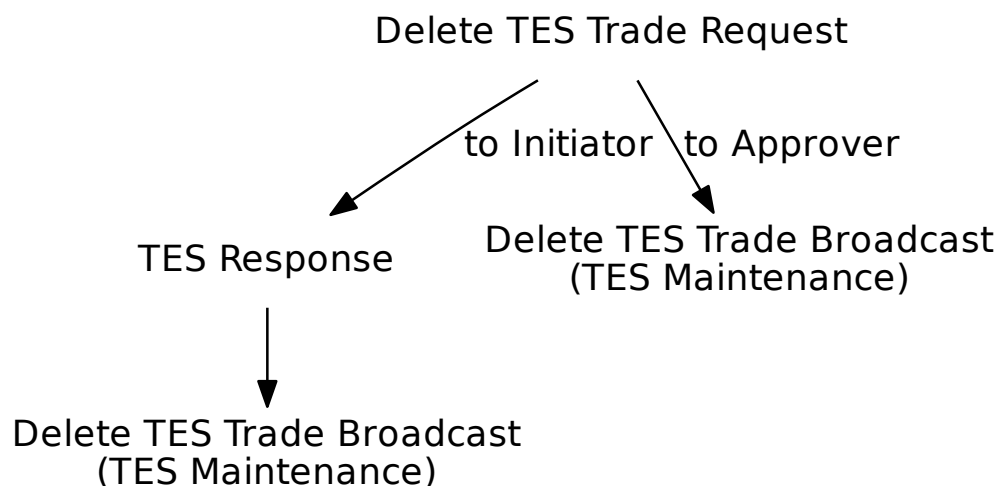 Delete TES Trade Request
to Initiator
to Approver
Delete TES Trade Broadcast
(TES Maintenance)
TES Response
Delete TES Trade Broadcast
(TES Maintenance)